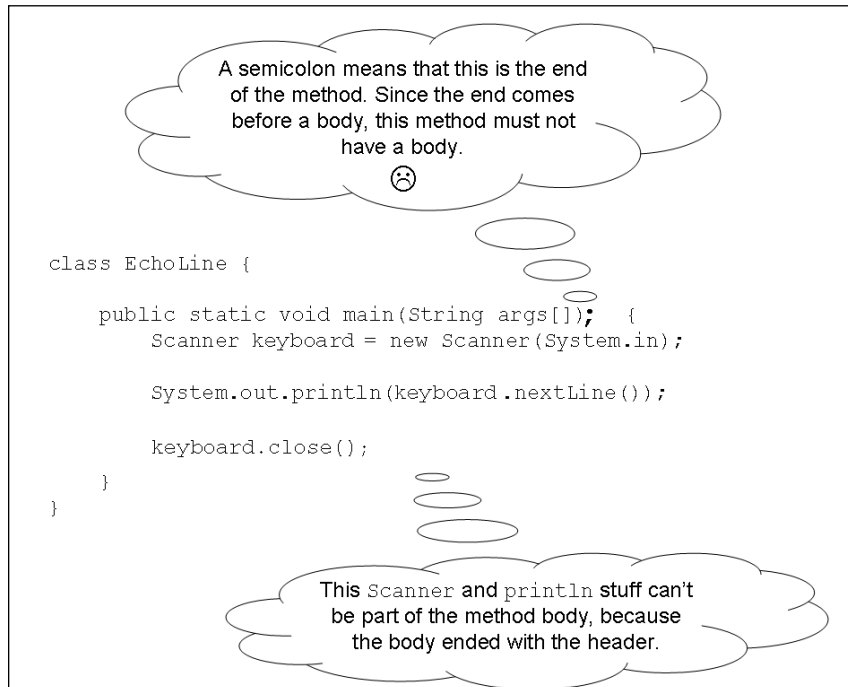 A semicolon means that this is the end
of the method. Since the end comes
before a body, this method must not
have a body.
class EchoLine {
public static void main(String args[]); {
Scanner keyboard = new Scanner(System.in);
System.out.println(keyboard.nextLine());
keyboard.close();
}
}
This Scanner and println stuff can't
be part of the method body, because
the body ended with the header.